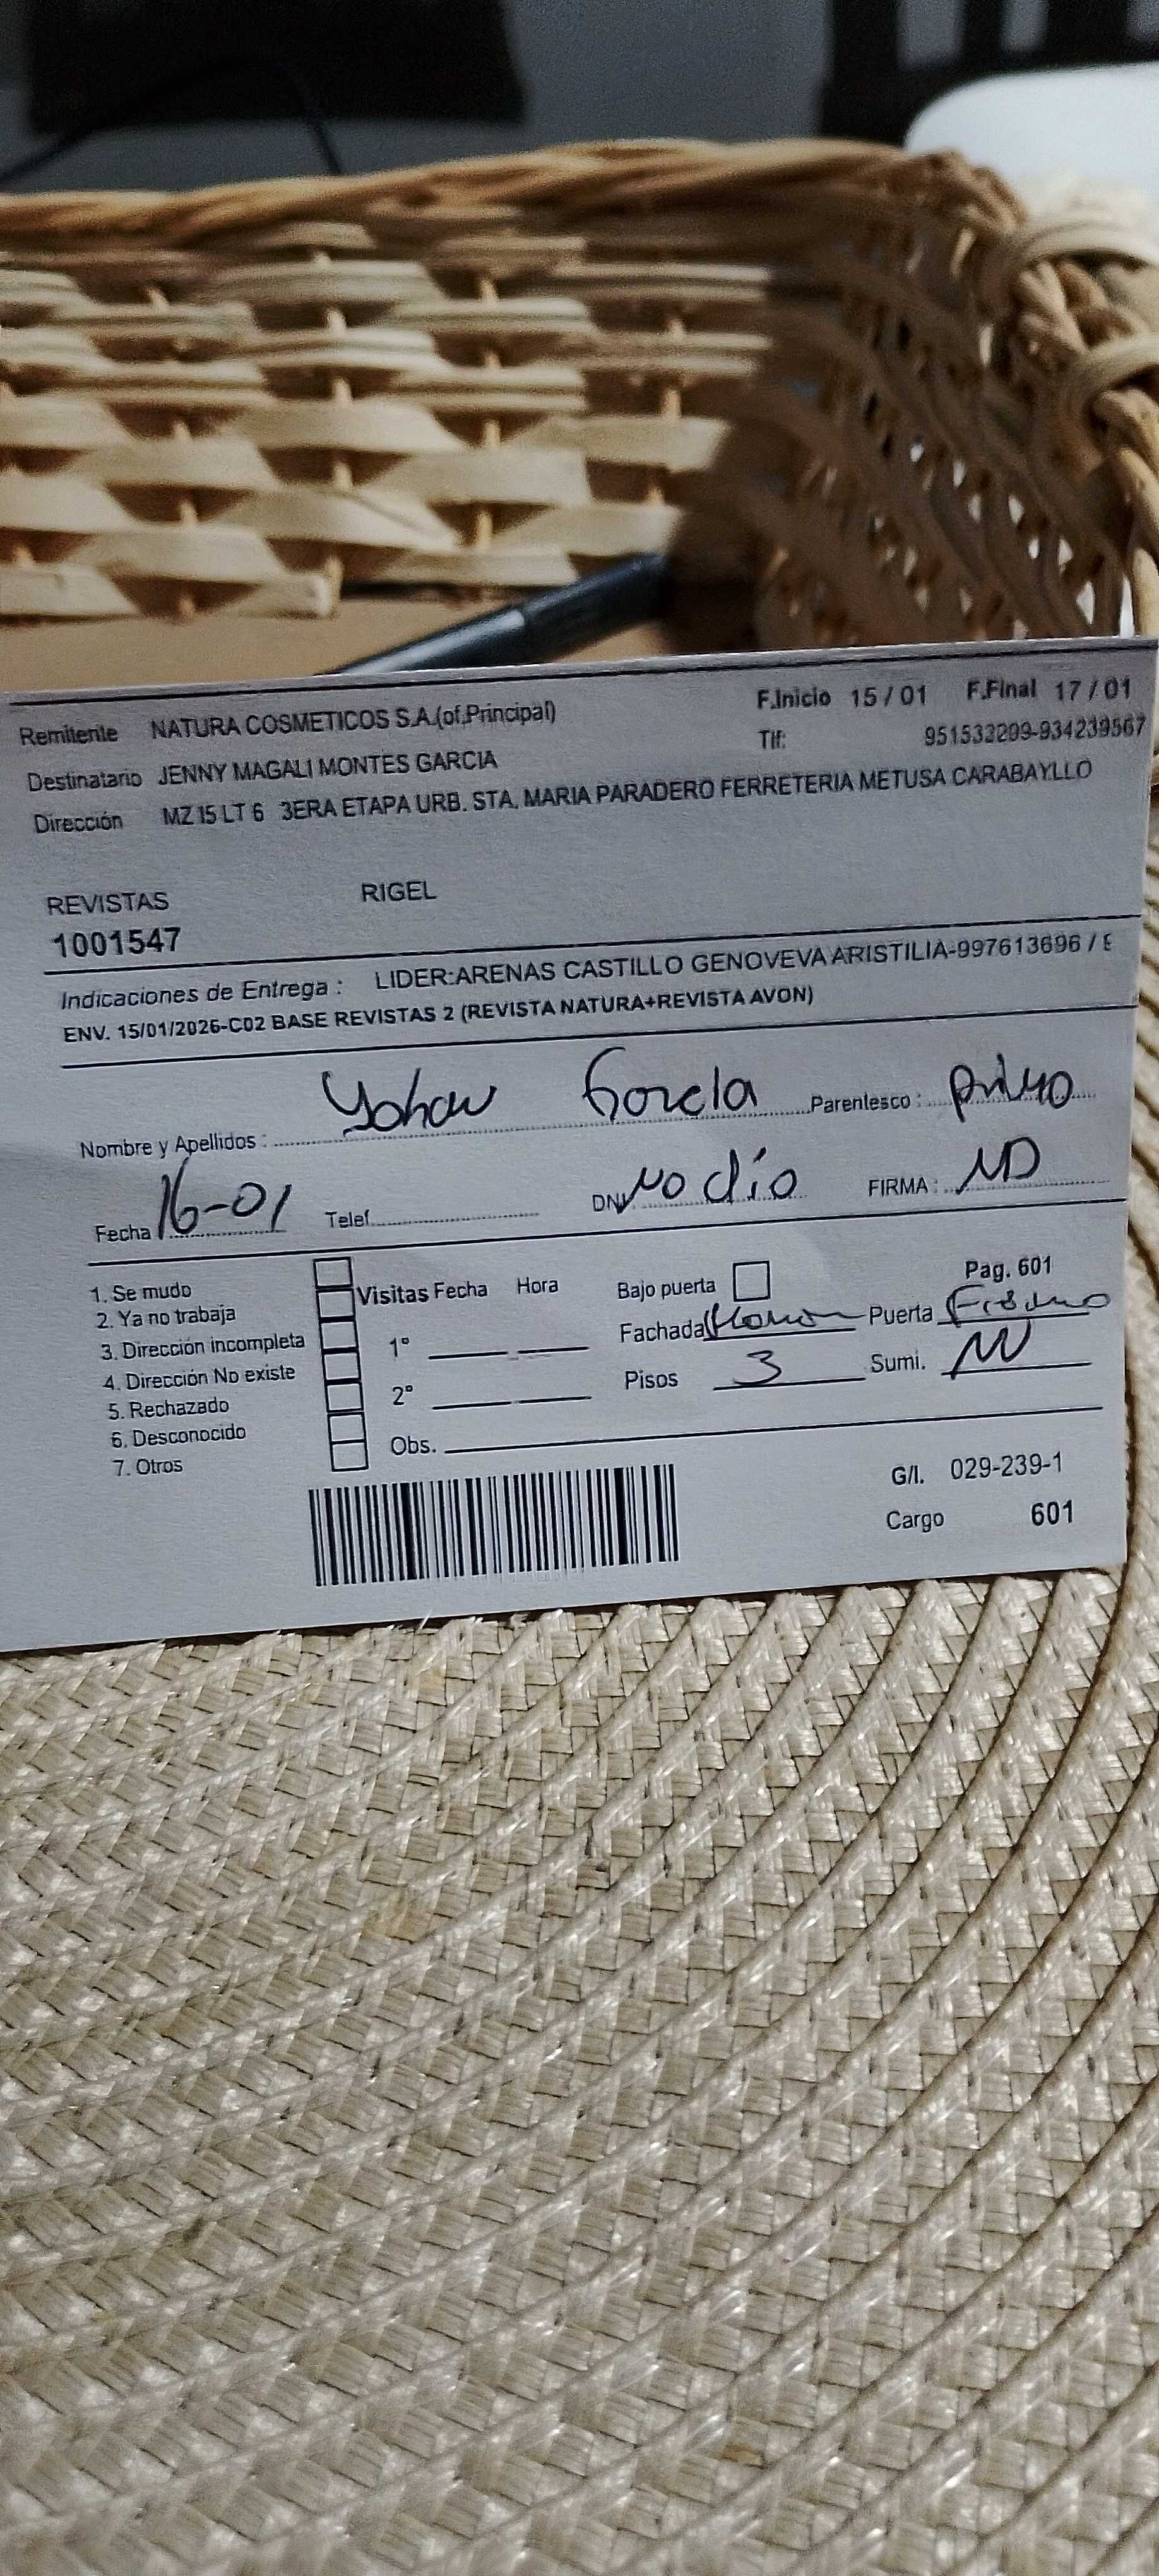 Remitente NATURA COSMETICOS S.A.(of.Principal) F.Inicio 15 / 01 F.Final 17 / 01
Destinatario JENNY MAGALI MONTES GARCIA Tlf: 951533209-934239567
Dirección MZ 15 LT 6 3ERA ETAPA URB. STA. MARIA PARADERO FERRETERIA METUSA CARABAYLLO
REVISTAS RIGEL
1001547
Indicaciones de Entrega : LIDER:ARENAS CASTILLO GENOVEVA ARISTILIA-997613696 /
ENV. 15/01/2026-C02 BASE REVISTAS 2 (REVISTA NATURA+REVISTA AVON)
Nombre y Apellidos : Yohan Garcia Parentesco : primo
Fecha 16-01 Telef. DNI No dio FIRMA : ND
1. Se mudo Visitas Fecha Hora Bajo puerta Pag. 601
2. Ya no trabaja Fachada Puerta
3. Dirección incompleta 1°
4. Dirección No existe Pisos 3 Sumi.
5. Rechazado 2°
6. Desconocido Obs.
7. Otros
G/I. 029-239-1
Cargo 601